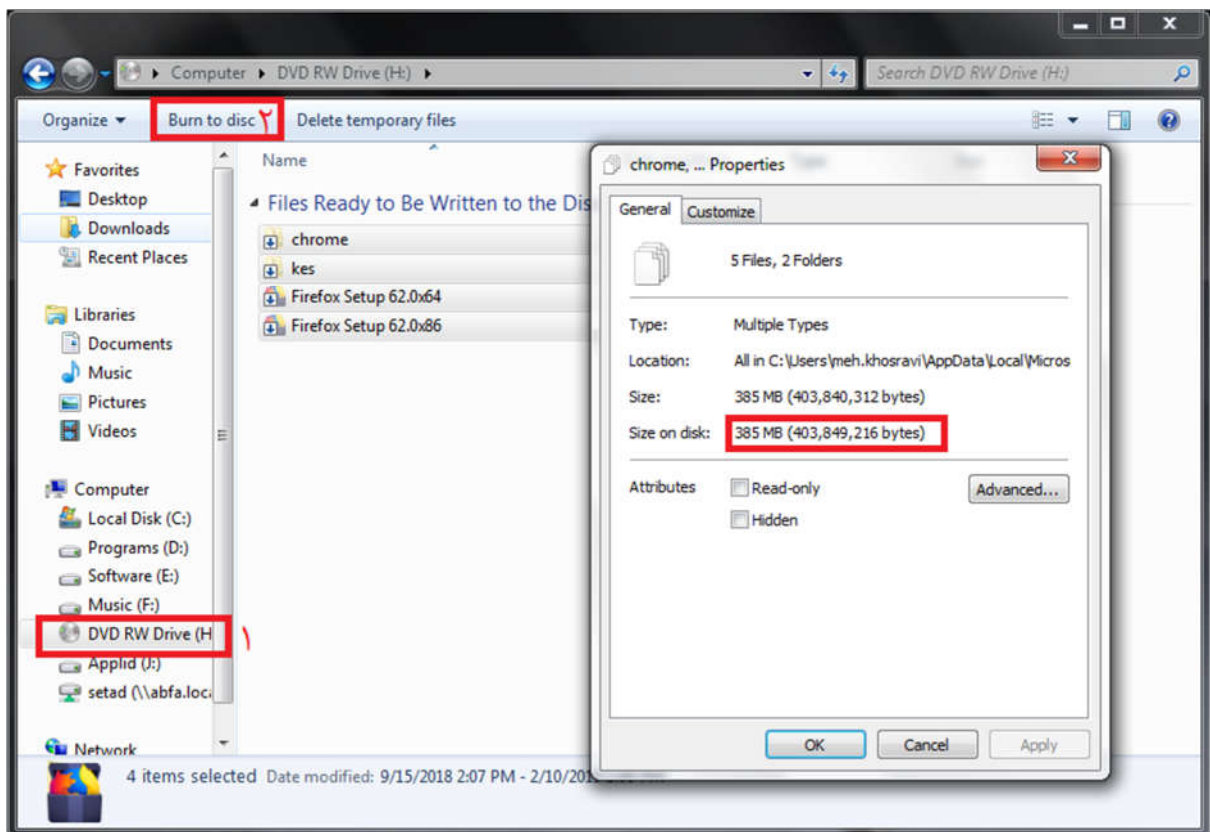 Computer DVD RW Drive (H:) Search DVD RW Drive (H:)
Organize Burn to disc ۲ Delete temporary files
Favorites
Desktop
Downloads
Recent Places
Libraries
Documents
Music
Pictures
Videos
Computer
Local Disk (C:)
Programs (D:)
Software (E:)
Music (F:)
DVD RW Drive (H ۱
Applid (J:)
setad (\\abfa.loca
Network
Name
Files Ready to Be Written to the Dis
chrome
kes
Firefox Setup 62.0x64
Firefox Setup 62.0x86
chrome, ... Properties
General Customize
5 Files, 2 Folders
Type: Multiple Types
Location: All in C:\Users\meh.khosravi\AppData\Local\Micros
Size: 385 MB (403,840,312 bytes)
Size on disk: 385 MB (403,849,216 bytes)
Attributes Read-only Advanced...
Hidden
OK Cancel Apply
4 items selected Date modified: 9/15/2018 2:07 PM - 2/10/201